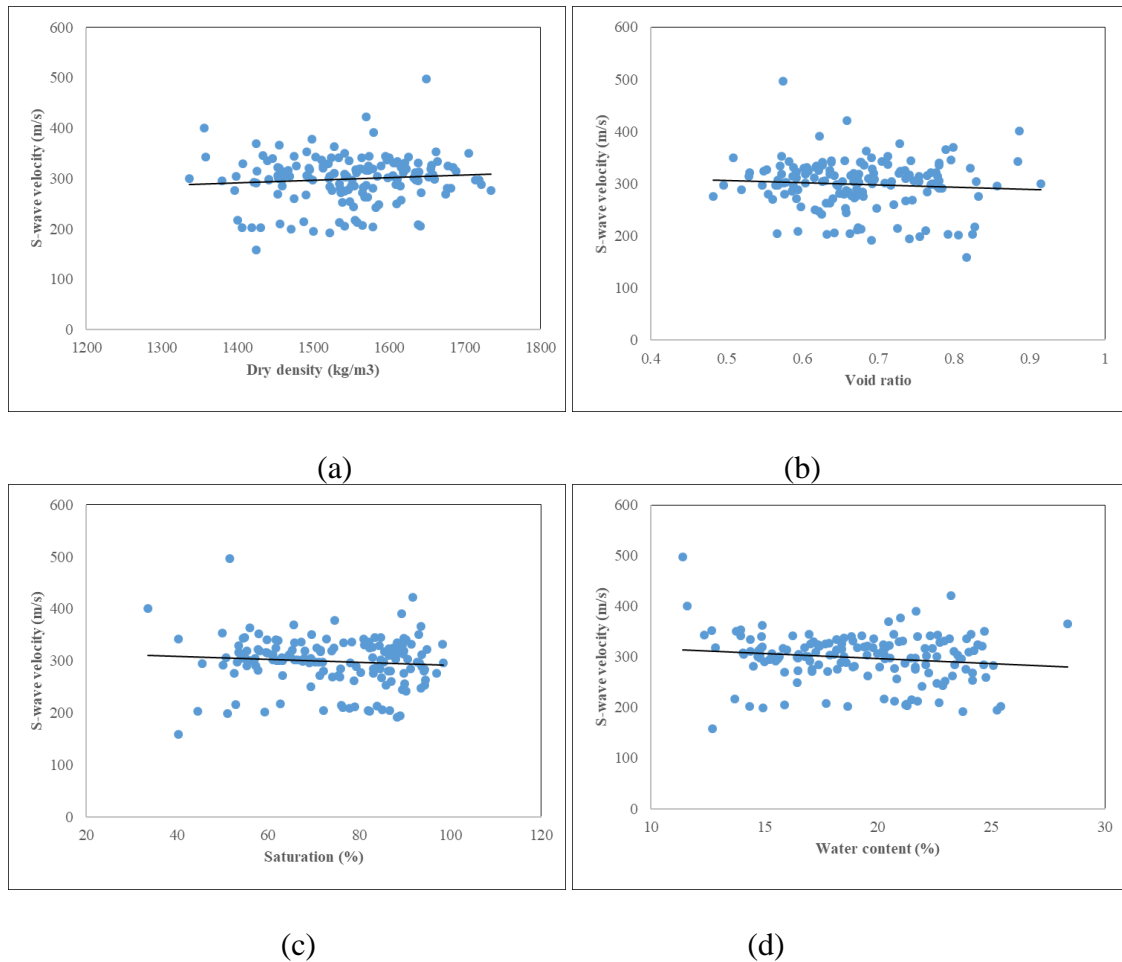 600
500
400
300
200
100
0
S-wave velocity (m/s)
1200 1300 1400 1500 1600 1700 1800
Dry density (kg/m3)
(a)
600
500
400
300
200
100
0
S-wave velocity (m/s)
0.4 0.5 0.6 0.7 0.8 0.9 1
Void ratio
(b)
600
500
400
300
200
100
0
S-wave velocity (m/s)
20 40 60 80 100 120
Saturation (%)
(c)
600
500
400
300
200
100
0
S-wave velocity (m/s)
10 15 20 25 30
Water content (%)
(d)